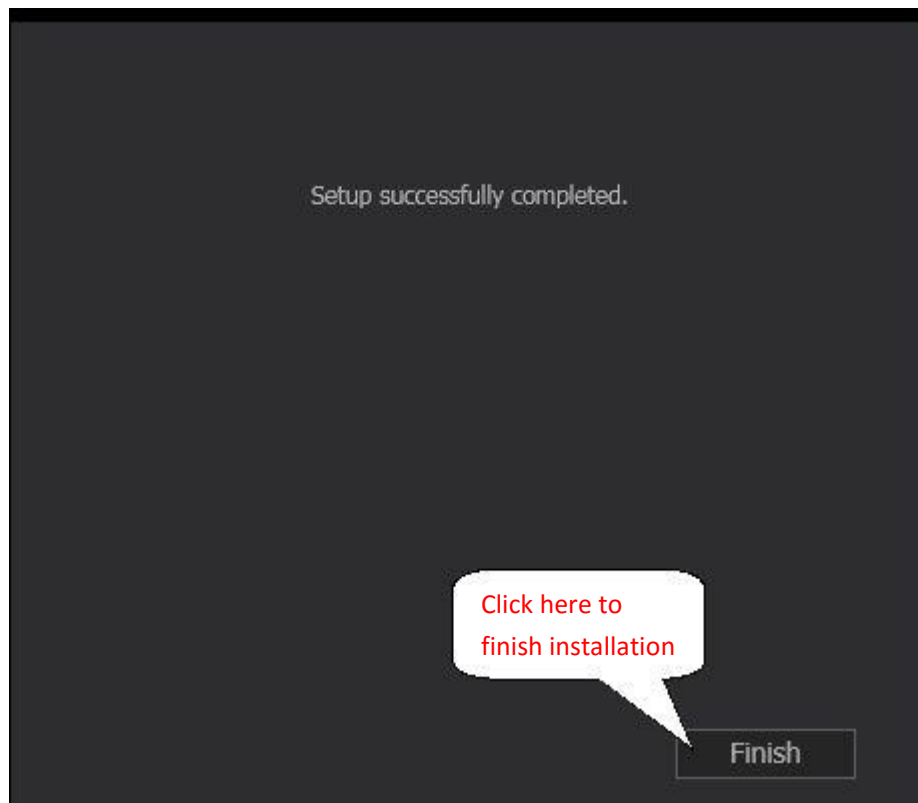 Setup successfully completed.
Click here to
finish installation
Finish